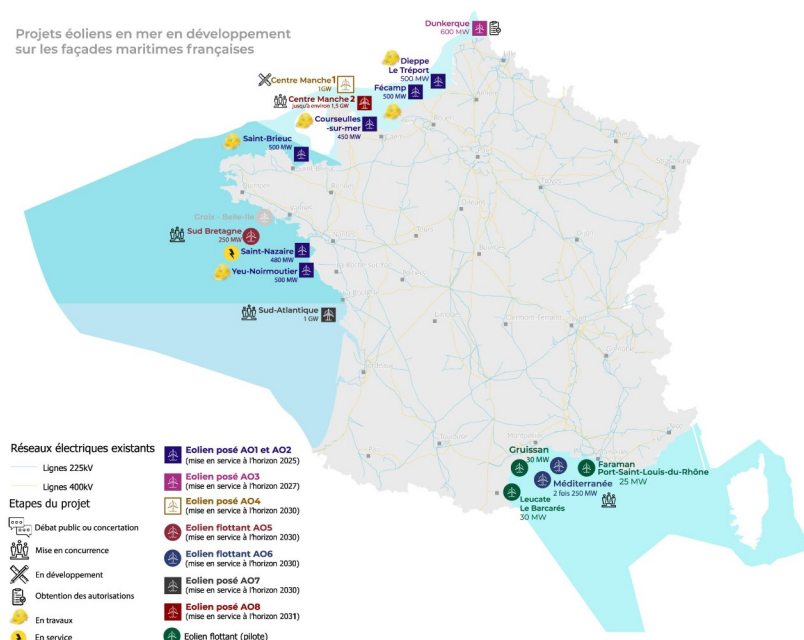 Projets éoliens en mer en développement
sur les façades maritimes françaises
Dunkerque
600 MW
Dieppe
Le Tréport
500 MW
Fécamp
500 MW
Centre Manche 1
1GW
Centre Manche 2
jusqu'à environ 1,5 GW
Courseulles
-sur-mer
450 MW
Saint-Brieuc
500 MW
Groix - Belle-Ile
Sud Bretagne
250 MW
Saint-Nazaire
480 MW
Yeu-Noirmoutier
500 MW
Sud-Atlantique
1 GW
Gruissan
30 MW
Faraman
Port-Saint-Louis-du-Rhône
25 MW
Méditerranée
2 fois 250 MW
Leucate
Le Barcarés
30 MW
Réseaux électriques existants
Lignes 225kV
Lignes 400kV
Etapes du projet
Débat public ou concertation
Mise en concurrence
En développement
Obtention des autorisations
En travaux
En service
Eolien posé AO1 et AO2
(mise en service à l'horizon 2025)
Eolien posé AO3
(mise en service à l'horizon 2027)
Eolien posé AO4
(mise en service à l'horizon 2030)
Eolien flottant AO5
(mise en service à l'horizon 2030)
Eolien flottant AO6
(mise en service à l'horizon 2030)
Eolien posé AO7
(mise en service à l'horizon 2030)
Eolien posé AO8
(mise en service à l'horizon 2031)
Eolien flottant (pilote)